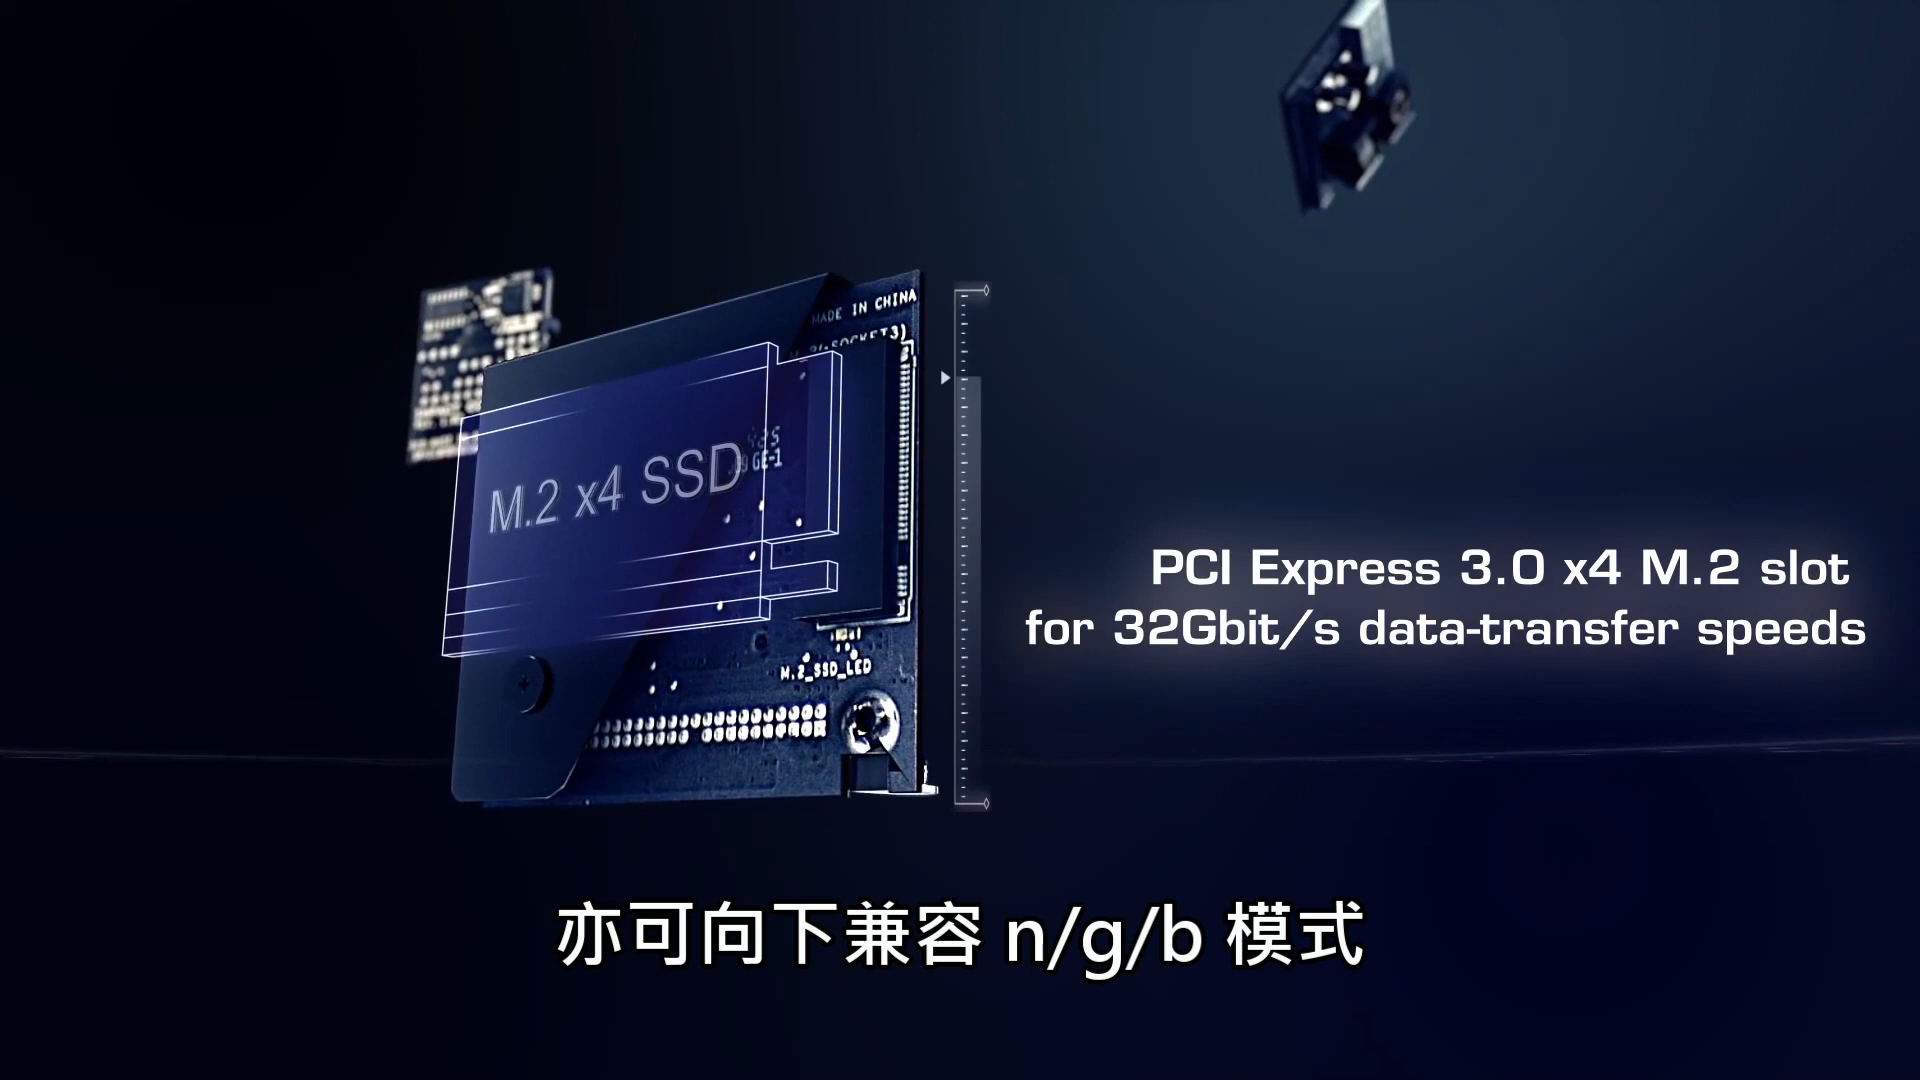 MADE IN CHINA
M.2 x4 SSD
PCI Express 3.0 x4 M.2 slot
for 32Gbit/s data-transfer speeds
M.2_SSD_LED
亦可向下兼容 n/g/b 模式